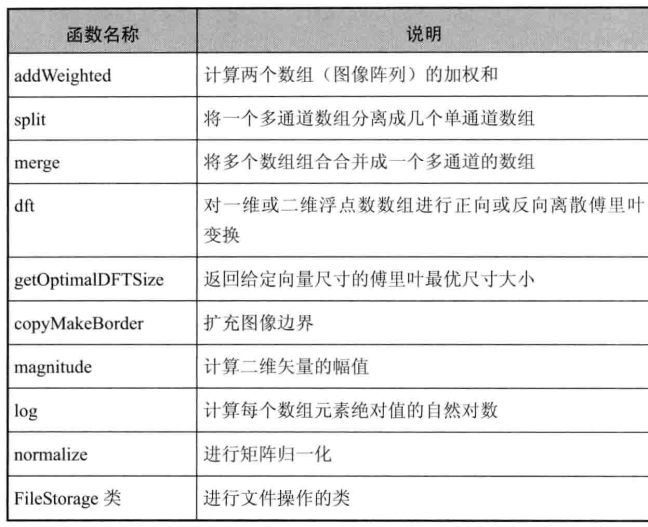 函数名称 说明
addWeighted 计算两个数组（图像阵列）的加权和
split 将一个多通道数组分离成几个单通道数组
merge 将多个数组组合合并成一个多通道的数组
dft 对一维或二维浮点数数组进行正向或反向离散傅里叶
变换
getOptimalDFTSize 返回给定向量尺寸的傅里叶最优尺寸大小
copyMakeBorder 扩充图像边界
magnitude 计算二维矢量的幅值
log 计算每个数组元素绝对值的自然对数
normalize 进行矩阵归一化
FileStorage 类 进行文件操作的类